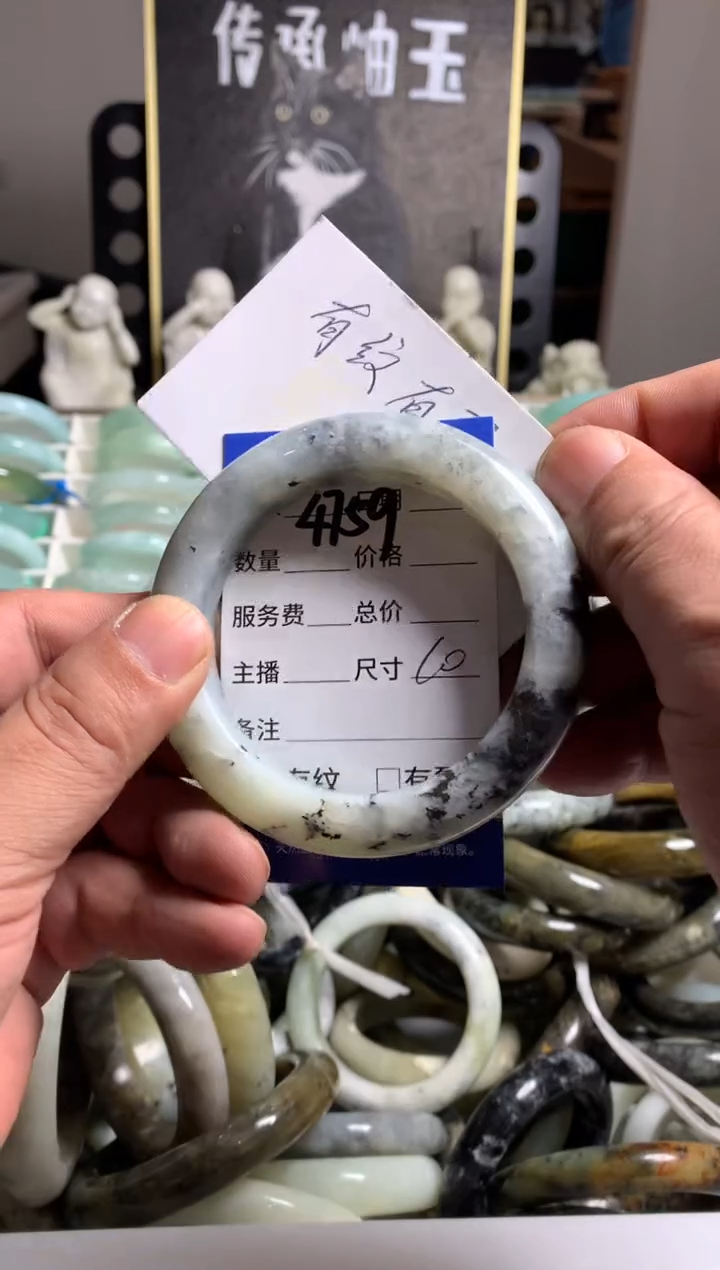 传承岫玉
有纹 有
4759
数量 价格
服务费 总价
主播 尺寸 60
备注
有纹 □有